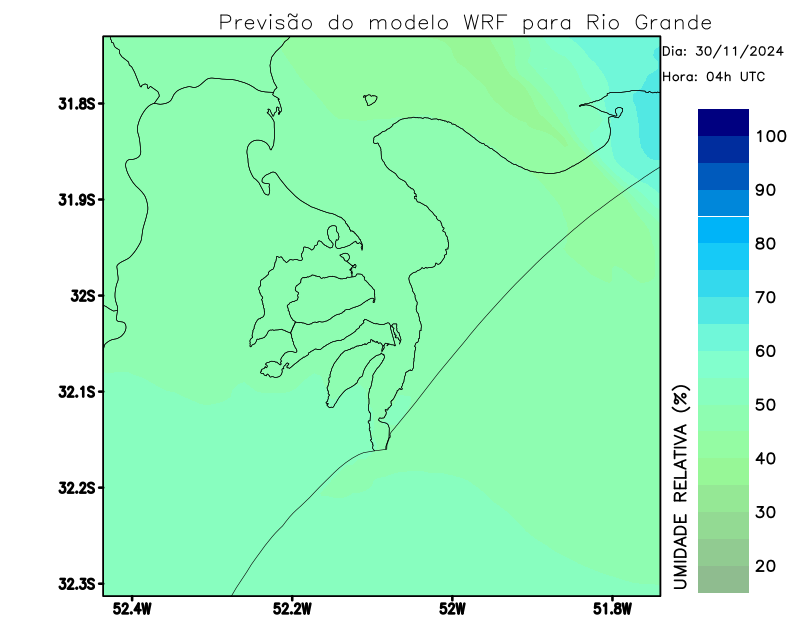 Previsão do modelo WRF para Rio Grande
Dia: 30/11/2024
Hora: 04h UTC
31.8S
31.9S
32S
32.1S
32.2S
32.3S
52.4W
52.2W
52W
51.8W
UMIDADE RELATIVA (%)
100
90
80
70
60
50
40
30
20